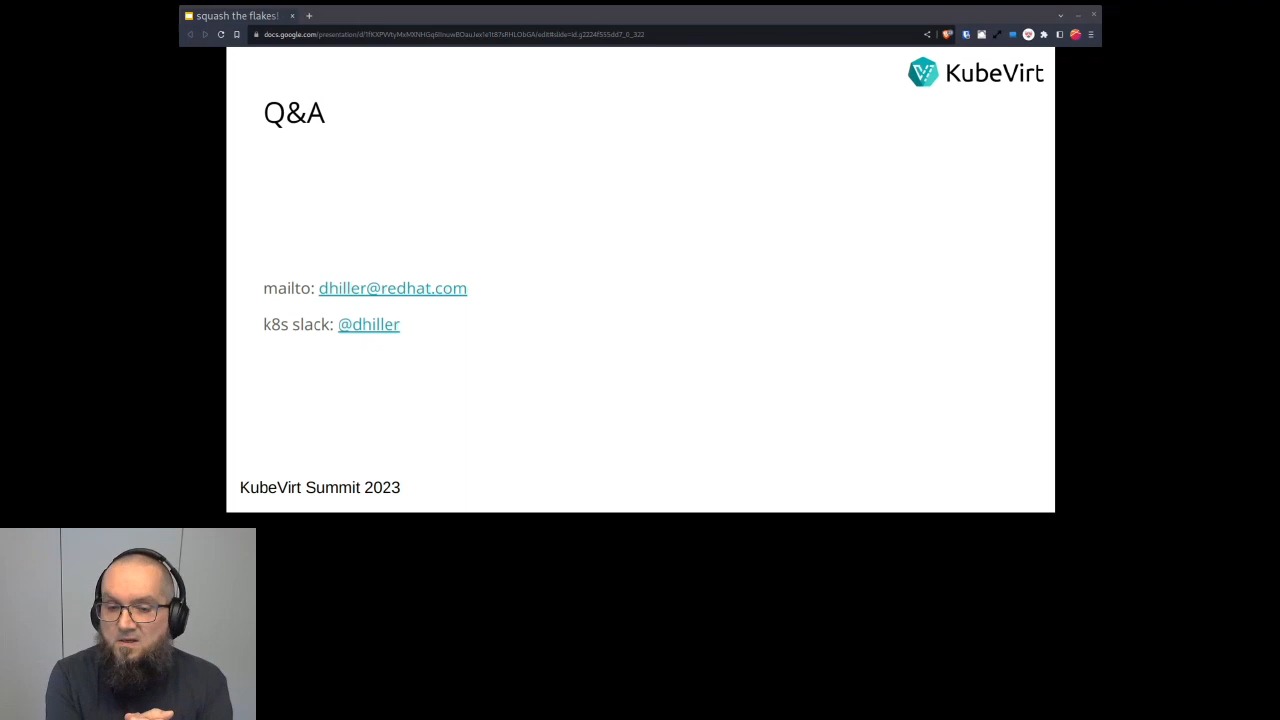 squash the flakes!
KubeVirt
Q&A
mailto: dhiller@redhat.com
k8s slack: @dhiller
KubeVirt Summit 2023